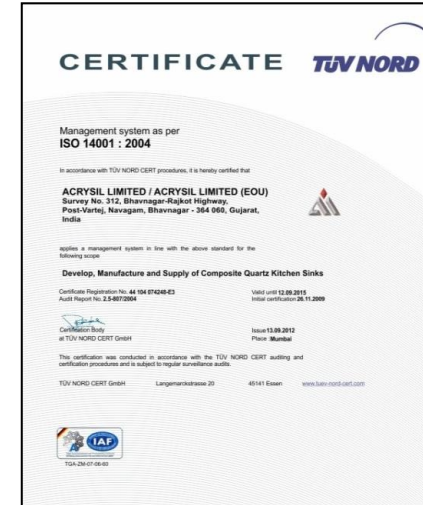 CERTIFICATE TÜV NORD
Management system as per
ISO 14001 : 2004
In accordance with TÜV NORD CERT procedures, it is hereby certified that
ACRYSIL LIMITED / ACRYSIL LIMITED (EOU)
Survey No. 312, Bhavnagar-Rajkot Highway,
Post-Vartej, Navagam, Bhavnagar - 364 060, Gujarat,
India
applies a management system in line with the above standard for the
following scope
Develop, Manufacture and Supply of Composite Quartz Kitchen Sinks
Certificate Registration No. 44 104 074248-E3 Valid until 12.09.2015
Audit Report No. 2.5-807/2004 Initial certification 26.11.2009
Certification Body Issue 13.09.2012
at TÜV NORD CERT GmbH Place :Mumbai
This certification was conducted in accordance with the TÜV NORD CERT auditing and
certification procedures and is subject to regular surveillance audits.
TÜV NORD CERT GmbH Langemarckstrasse 20 45141 Essen www.tuev-nord-cert.com
IAF
TGA-ZM-07-06-60